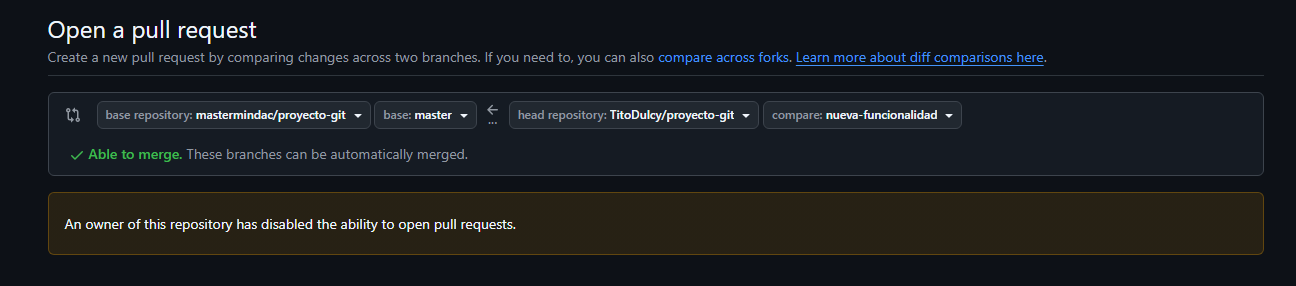 Open a pull request
Create a new pull request by comparing changes across two branches. If you need to, you can also compare across forks. Learn more about diff comparisons here.
base repository: mastermindac/proyecto-git base: master ... head repository: TitoDulcy/proyecto-git compare: nueva-funcionalidad
Able to merge. These branches can be automatically merged.
An owner of this repository has disabled the ability to open pull requests.